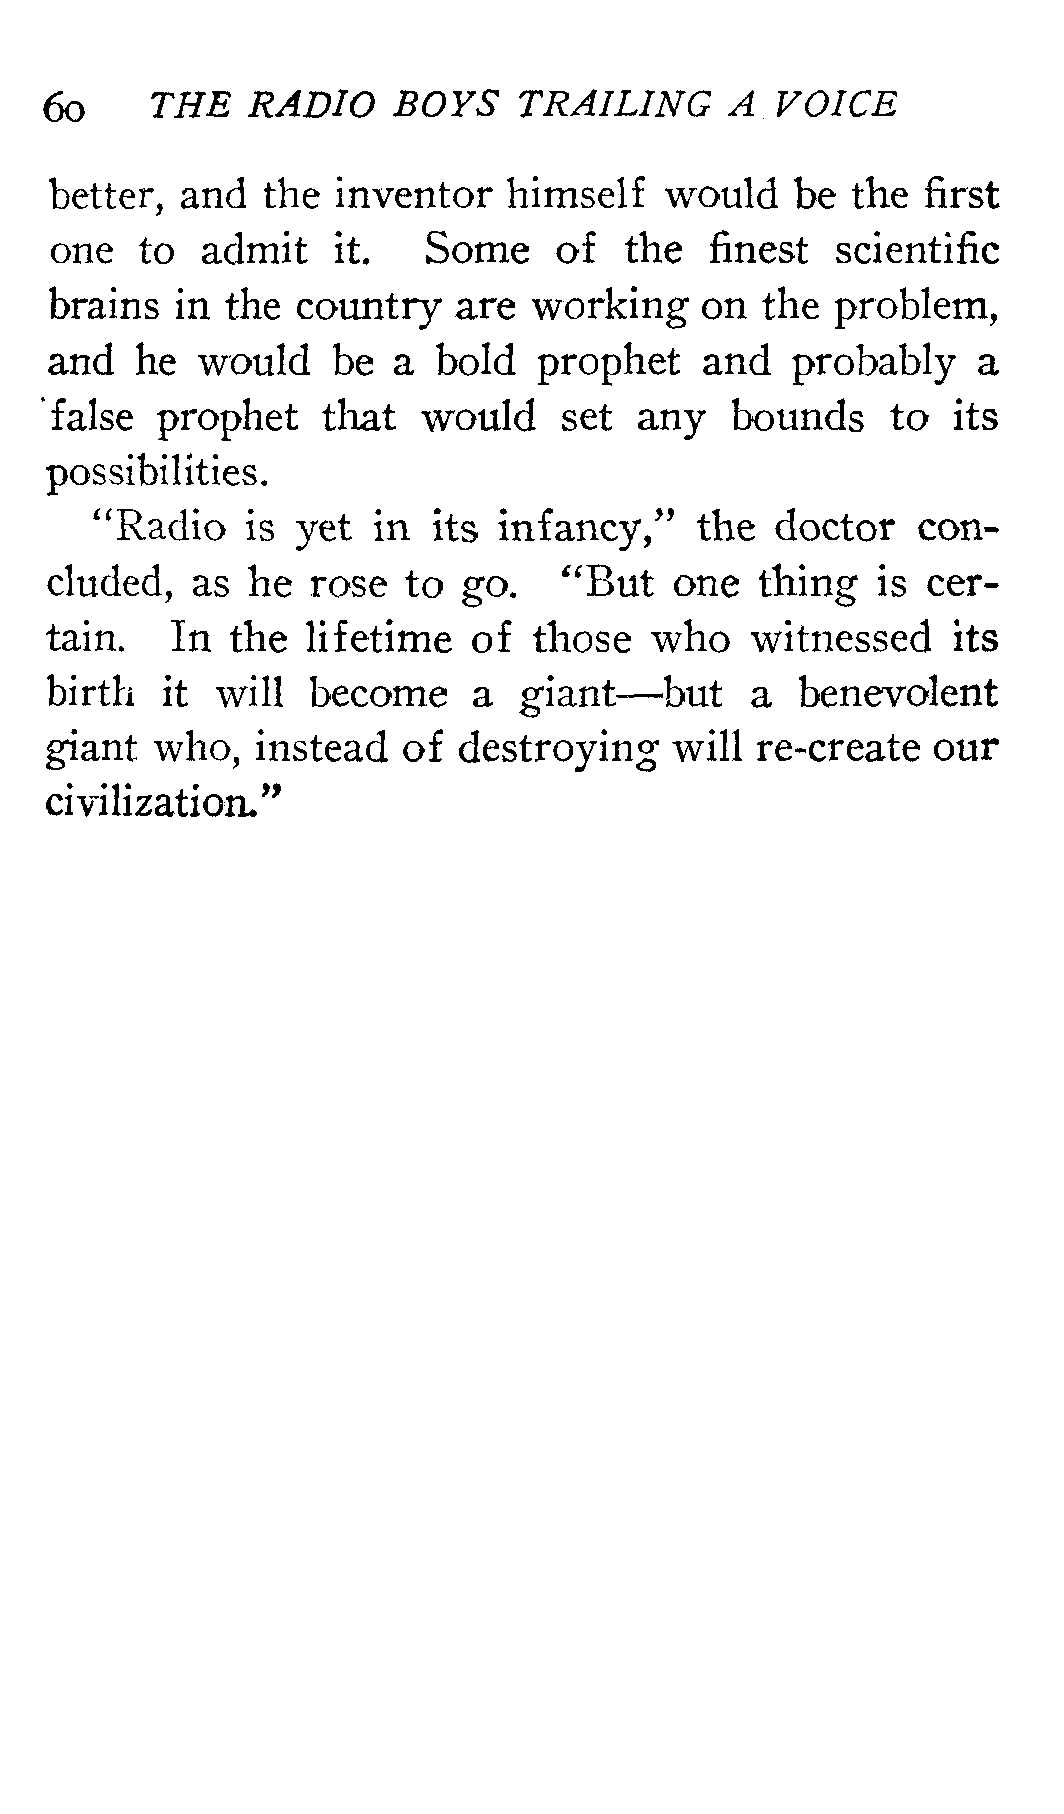 60 THE RADIO BOYS TRAILING A VOICE
better, and the inventor himself would be the first
one to admit it. Some of the finest scientific
brains in the country are working on the problem,
and he would be a bold prophet and probably a
false prophet that would set any bounds to its
possibilities.
"Radio is yet in its infancy," the doctor con-
cluded, as he rose to go. "But one thing is cer-
tain. In the lifetime of those who witnessed its
birth it will become a giant—but a benevolent
giant who, instead of destroying will re-create our
civilization."